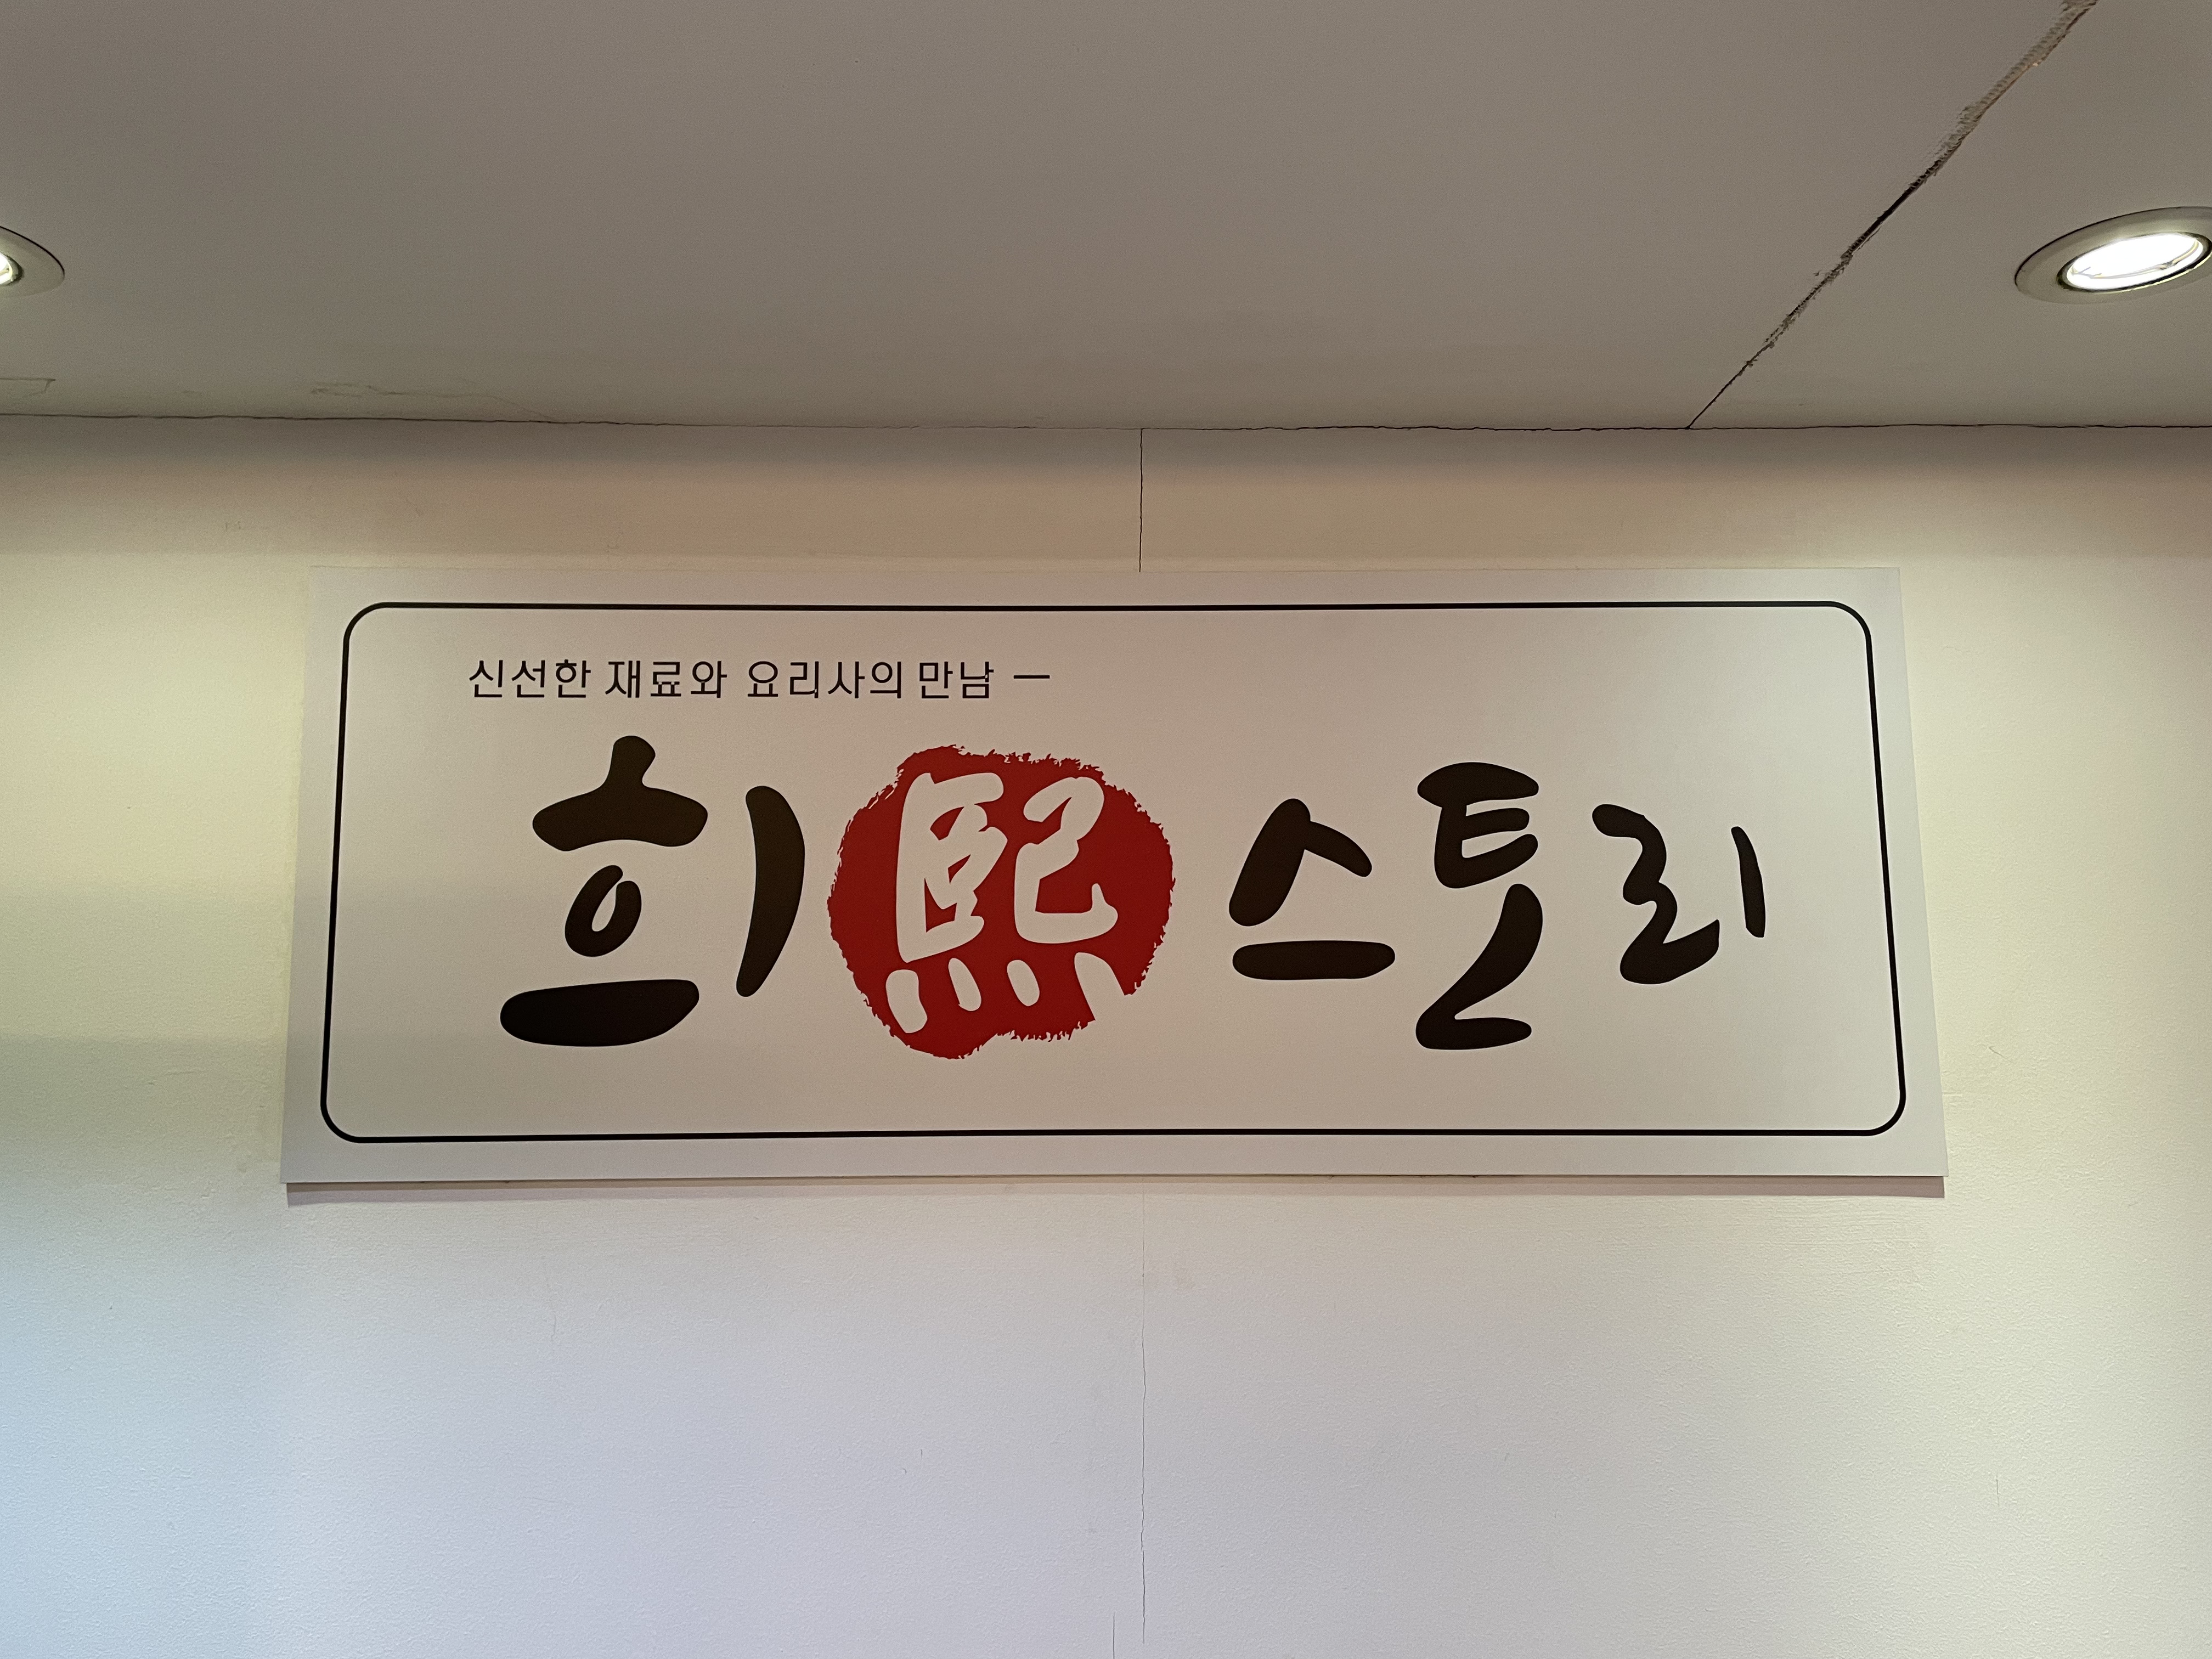 신선한 재료와 요리사의 만남 —
희 熙 스토리